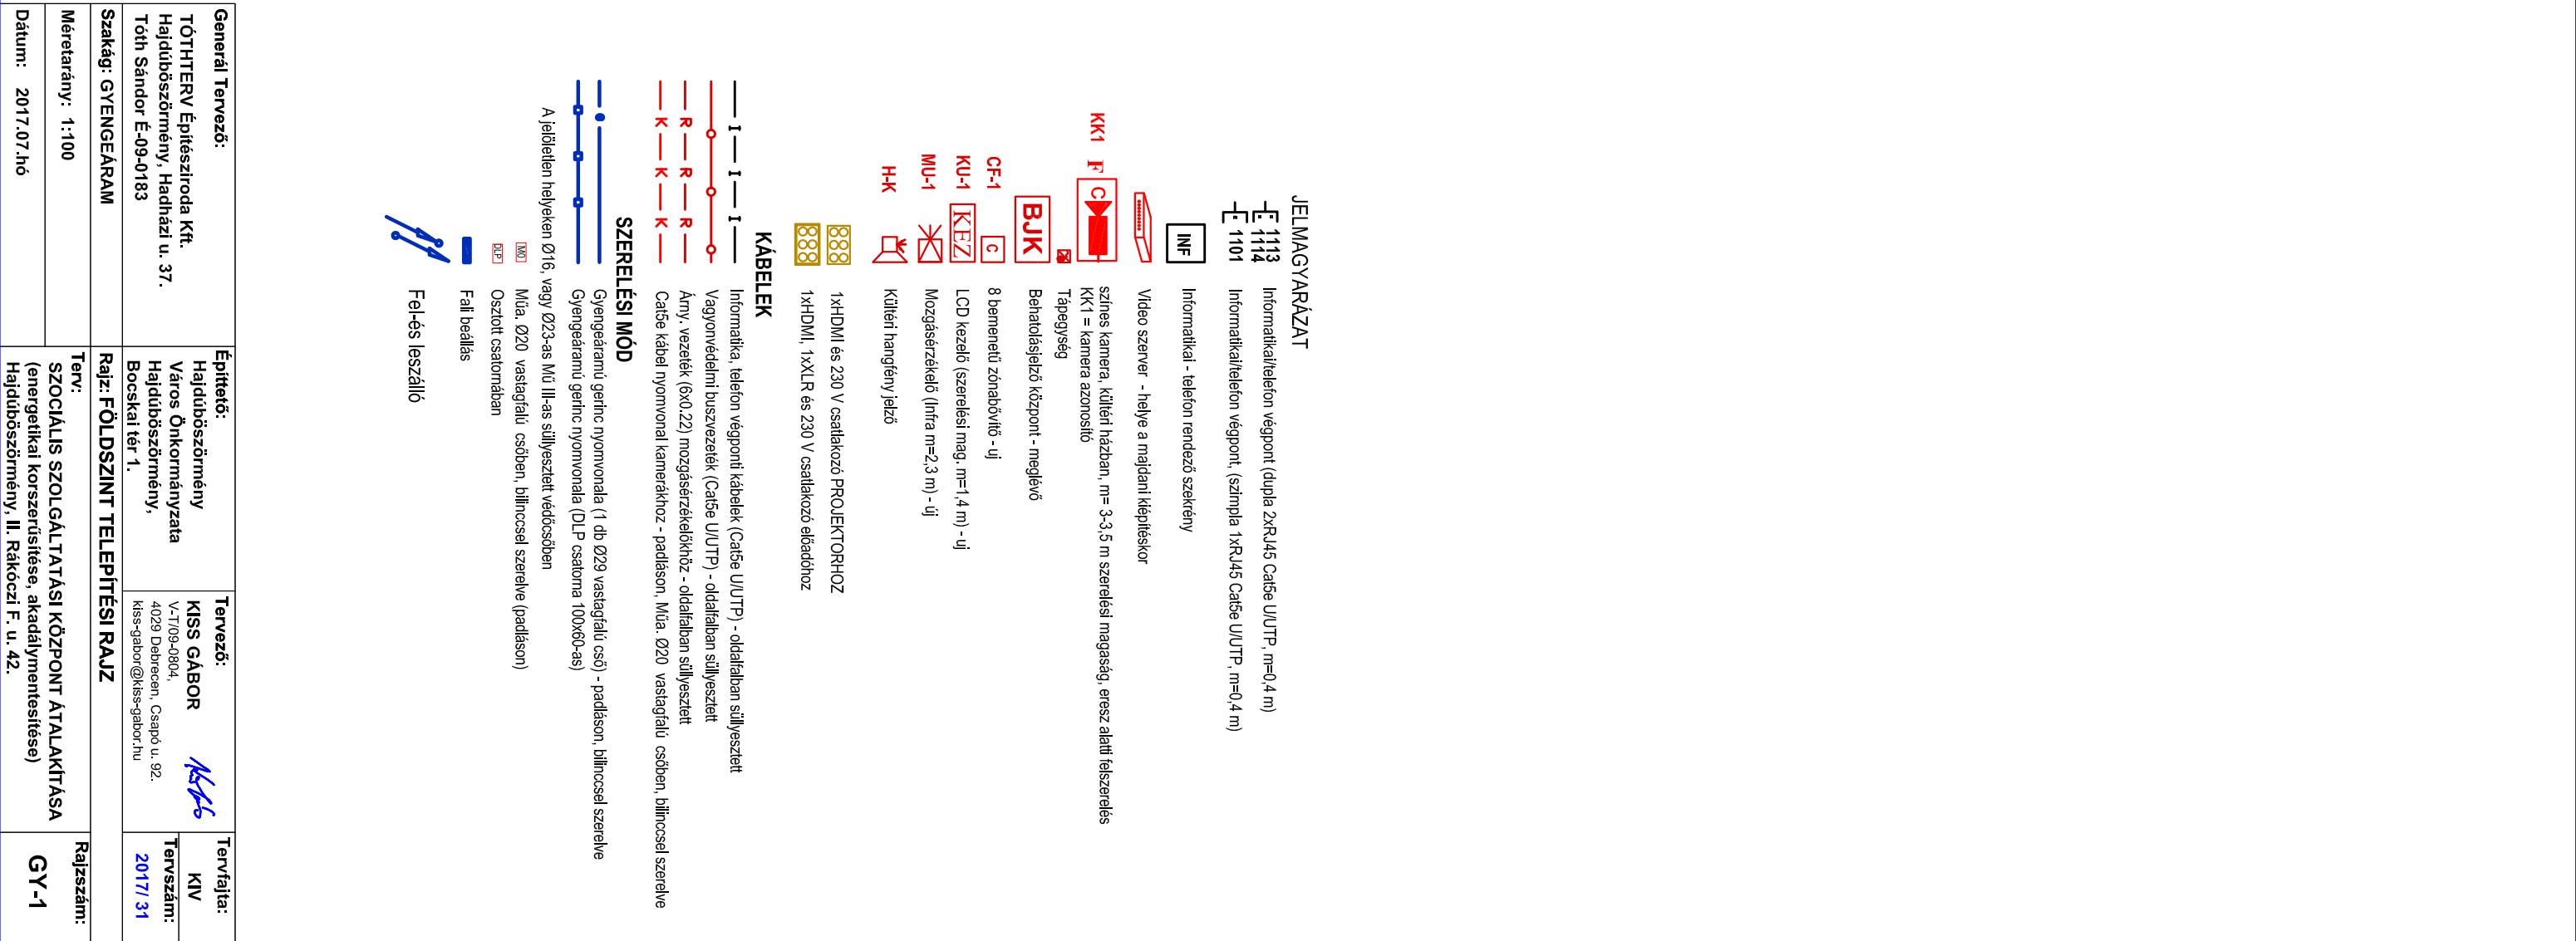 JELMAGYARÁZAT
1113
1114
Informatikai/telefon végpont (dupla 2xRJ45 Cat5e U/UTP, m=0,4 m)
1101
Informatikai/telefon végpont, (szimpla 1xRJ45 Cat5e U/UTP, m=0,4 m)
INF
Informatikai - telefon rendező szekrény
Video szerver - helye a majdani kiépítéskor
KK1 F C
színes kamera, kültéri házban, m= 3-3,5 m szerelési magaság, eresz alatti felszerelés
KK1 = kamera azonosító
Tápegység
BJK
Behatolásjelző központ - meglévő
CF-1 C
8 bemenetű zónabővítő - uj
KU-1 KEZ
LCD kezelő (szerelési mag. m=1,4 m) - uj
MU-1
Mozgásérzékelő (Infra m=2,3 m) - új
H-K
Kültéri hangfény jelző
1xHDMI és 230 V csatlakozó PROJEKTORHOZ
1xHDMI, 1xXLR és 230 V csatlakozó előadóhoz
KÁBELEK
I I I
Informatika, telefon végponti kábelek (Cat5e U/UTP) - oldalfalban süllyesztett
Vagyonvédelmi buszvezeték (Cat5e U/UTP) - oldalfalban süllyesztett
R R R
Árny. vezeték (6x0.22) mozgásérzékelőkhöz - oldalfalban süllyesztett
K K K
Cat5e kábel nyomvonal kamerákhoz - padláson, Műa. Ø20 vastagfalú csőben, bilinccsel szerelve
SZERELÉSI MÓD
Gyengeáramú gerinc nyomvonala (1 db Ø29 vastagfalú cső) - padláson, bilinccsel szerelve
Gyengeáramú gerinc nyomvonala (DLP csatorna 100x60-as)
A jelöletlen helyeken Ø16, vagy Ø23-as Mű III-as süllyesztett védőcsőben
MŰ
Műa. Ø20 vastagfalú csőben, bilinccsel szerelve (padláson)
DLP
Osztott csatornában
Fali beállás
Fel-és leszálló
Generál Tervező:
TÓTHTERV Építésziroda Kft.
Hajdúböszörmény, Hadházi u. 37.
Tóth Sándor É-09-0183
Építtető:
Hajdúböszörmény
Város Önkormányzata
Hajdúböszörmény,
Bocskai tér 1.
Tervező:
KISS GÁBOR
V-T/09-0804,
4029 Debrecen, Csapó u. 92.
kiss-gabor@kiss-gabor.hu
Tervfajta:
KIV
Tervszám:
2017/ 31
Szakág: GYENGEÁRAM
Rajz: FÖLDSZINT TELEPÍTÉSI RAJZ
Méretarány: 1:100
Dátum: 2017.07.hó
Terv:
SZOCIÁLIS SZOLGÁLTATÁSI KÖZPONT ÁTALAKÍTÁSA
(energetikai korszerűsítése, akadálymentesítése)
Hajdúböszörmény, II. Rákóczi F. u. 42.
Rajzszám:
GY-1